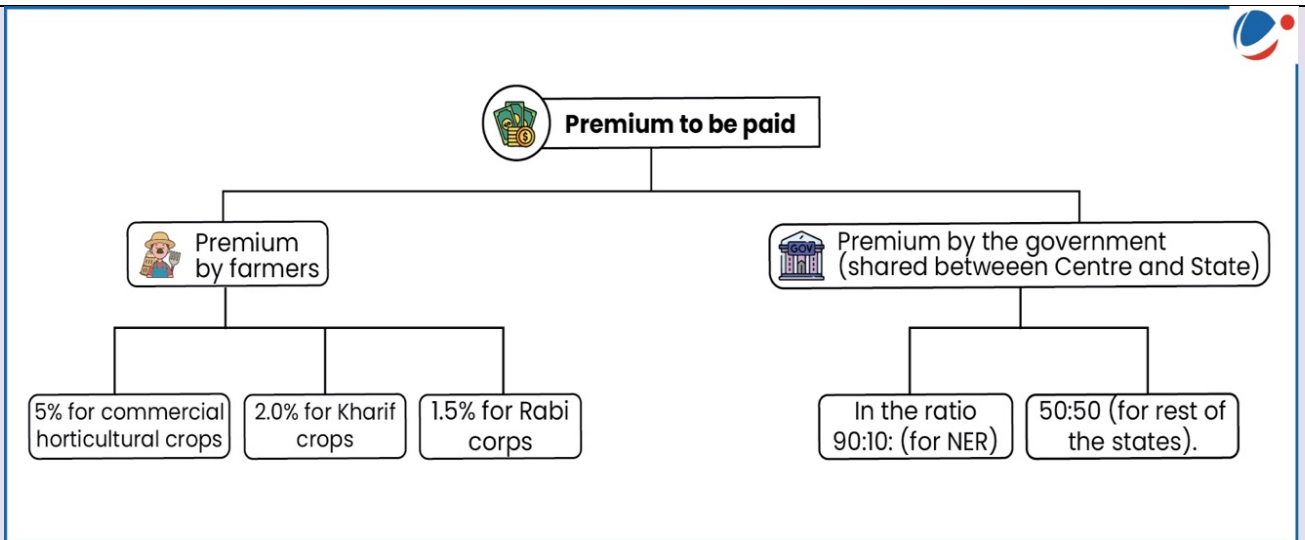 Premium to be paid
Premium
by farmers
GOV
Premium by the government
(shared betweeen Centre and State)
5% for commercial
horticultural crops
2.0% for Kharif
crops
1.5% for Rabi
corps
In the ratio
90:10: (for NER)
50:50 (for rest of
the states).